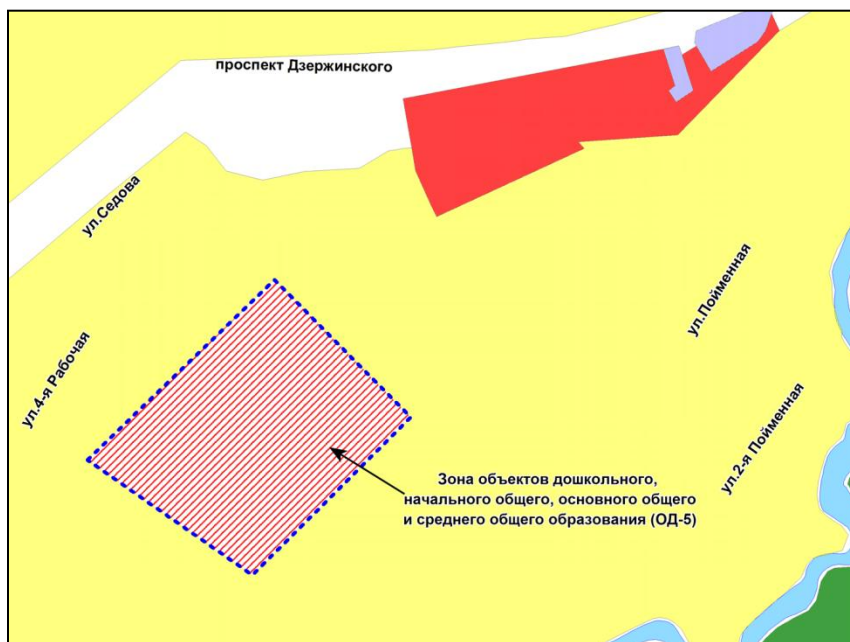 проспект Дзержинского
ул.Седова
ул.Пойменная
ул.4-я Рабочая
ул.2-я Пойменная
Зона объектов дошкольного,
начального общего, основного общего
и среднего общего образования (ОД-5)